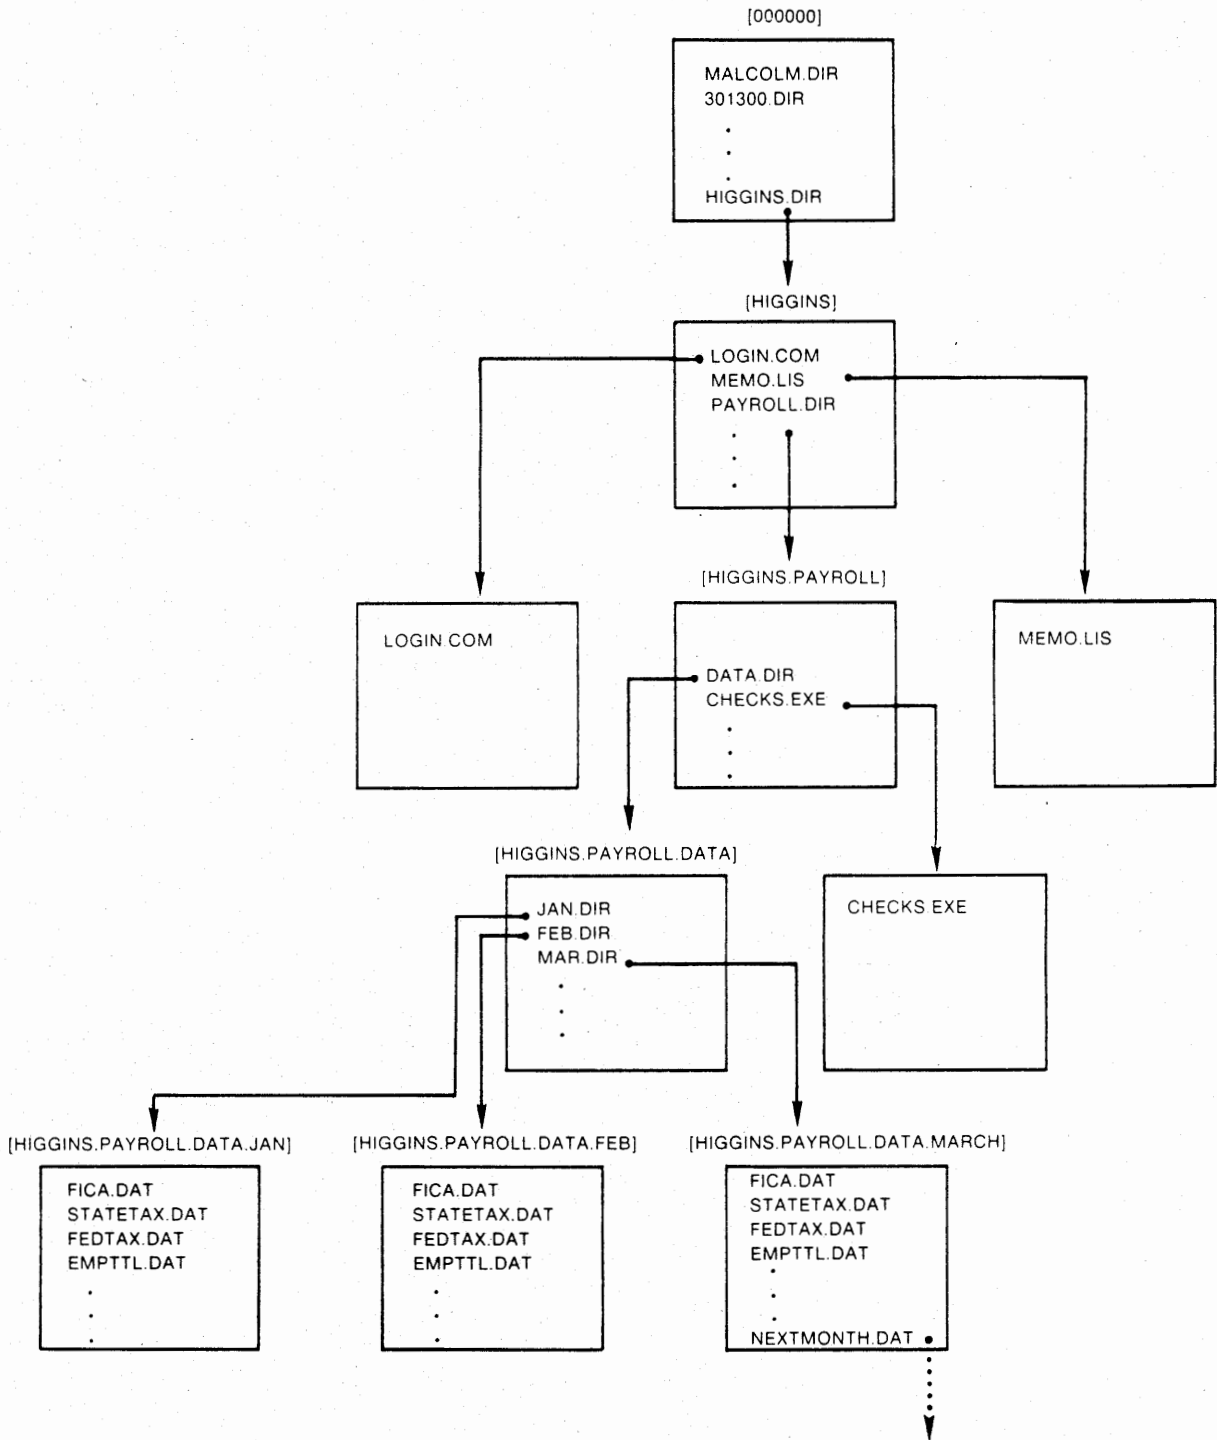 [000000]
MALCOLM.DIR
301300.DIR
.
.
.
HIGGINS.DIR
[HIGGINS]
LOGIN.COM
MEMO.LIS
PAYROLL.DIR
.
.
.
[HIGGINS.PAYROLL]
LOGIN.COM
DATA.DIR
CHECKS.EXE
.
.
.
MEMO.LIS
[HIGGINS.PAYROLL.DATA]
JAN.DIR
FEB.DIR
MAR.DIR
.
.
.
CHECKS.EXE
[HIGGINS.PAYROLL.DATA.JAN]
FICA.DAT
STATETAX.DAT
FEDTAX.DAT
EMPTTL.DAT
.
.
.
[HIGGINS.PAYROLL.DATA.FEB]
FICA.DAT
STATETAX.DAT
FEDTAX.DAT
EMPTTL.DAT
.
.
.
[HIGGINS.PAYROLL.DATA.MARCH]
FICA.DAT
STATETAX.DAT
FEDTAX.DAT
EMPTTL.DAT
.
.
.
NEXTMONTH.DAT